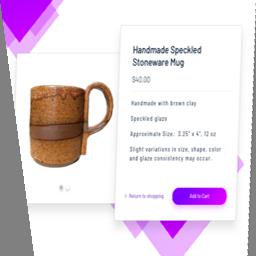 Handmade Speckled
Stoneware Mug
$40.00
Handmade with brown clay
Speckled glaze
Approximate Size: 3.25" x 4", 12 oz
Slight variations in size, shape, color
and glaze consistency may occur.
Return to shopping
Add to Cart